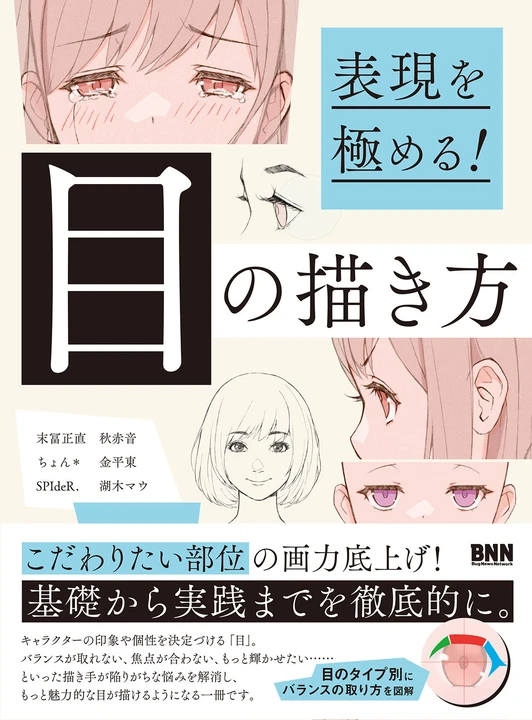 表現を
極める!
目の描き方
末冨正直 秋赤音
ちょん* 金平東
SPIdeR. 湖木マウ
こだわりたい部位の画力底上げ!
BNN
Bug News Network
基礎から実践までを徹底的に。
キャラクターの印象や個性を決定づける「目」。
バランスが取れない、焦点が合わない、もっと輝かせたい……
といった描き手が陥りがちな悩みを解消し、
もっと魅力的な目が描けるようになる一冊です。
目のタイプ別に
バランスの取り方を図解